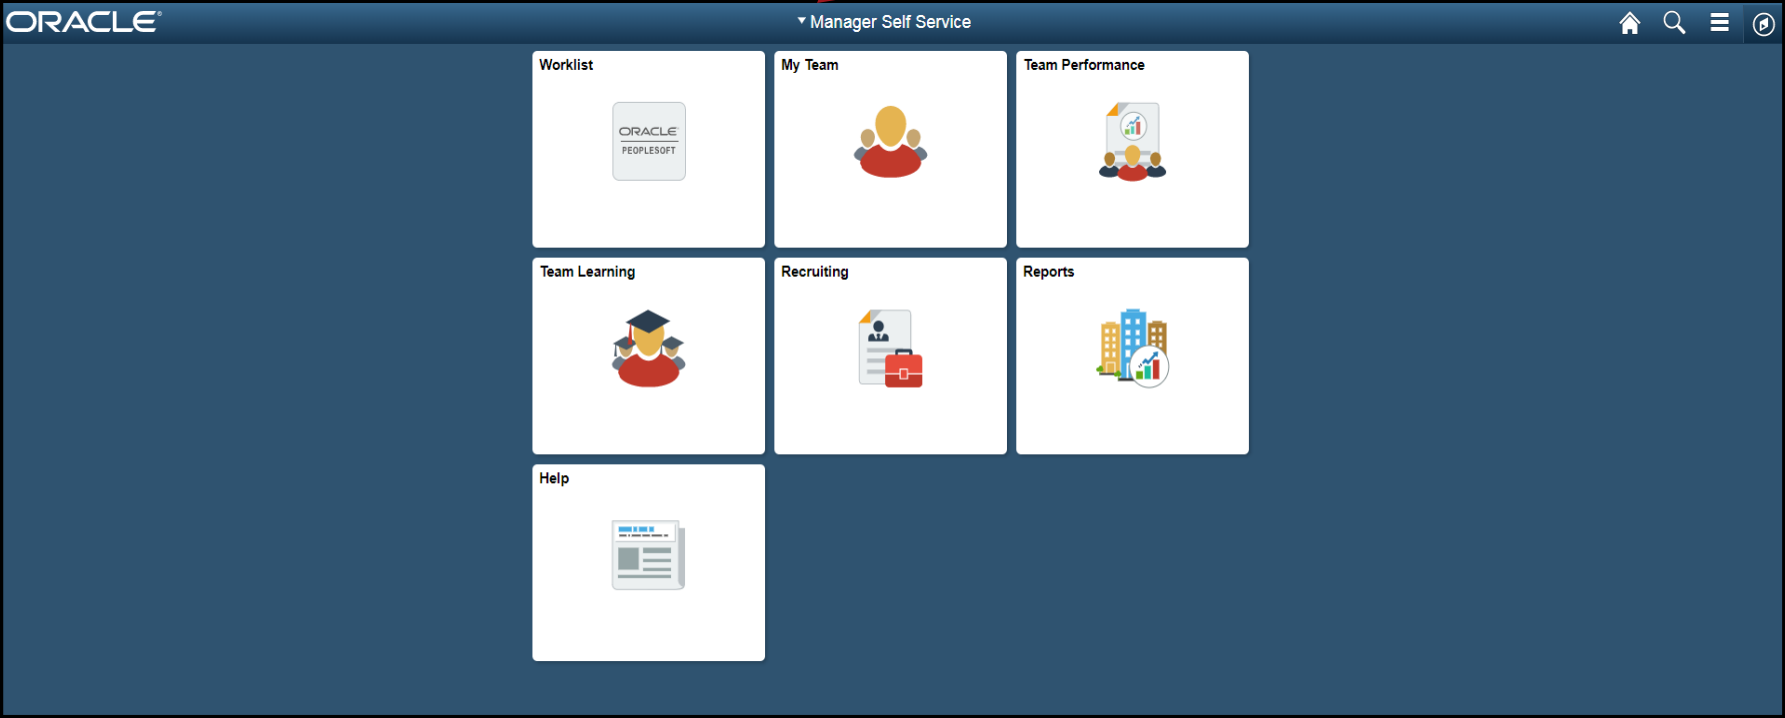 ORACLE®
Manager Self Service
Worklist
My Team
Team Performance
ORACLE
PEOPLESOFT
Team Learning
Recruiting
Reports
Help